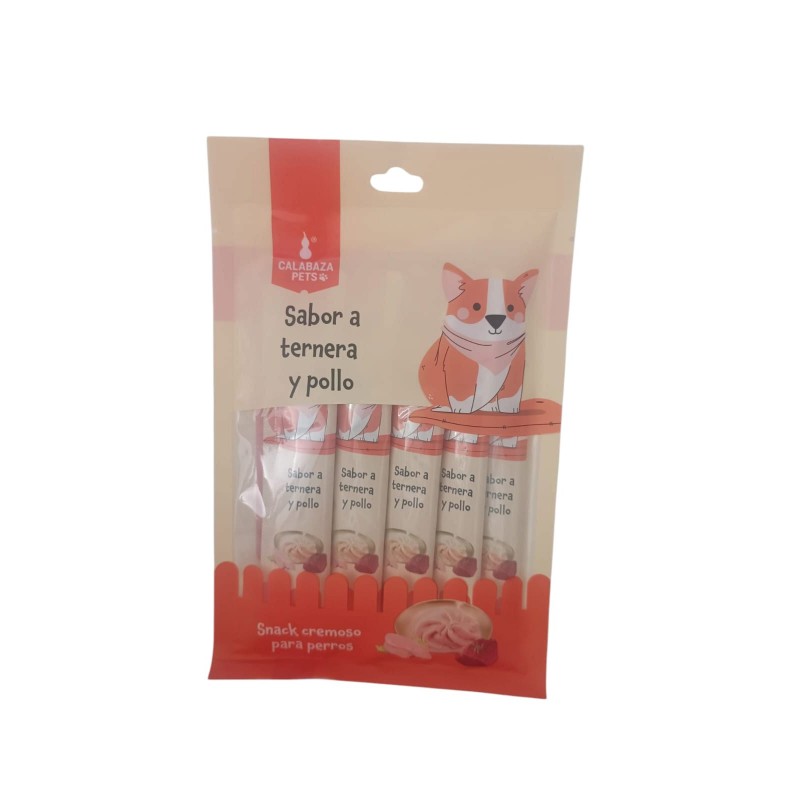 CALABAZA
PETS
Sabor a
ternera
y pollo
Sabor a
ternera
y pollo
Sabor a
ternera
y pollo
Sabor a
ternera
y pollo
Sabor a
ternera
y pollo
y pollo
Snack cremoso
para perros